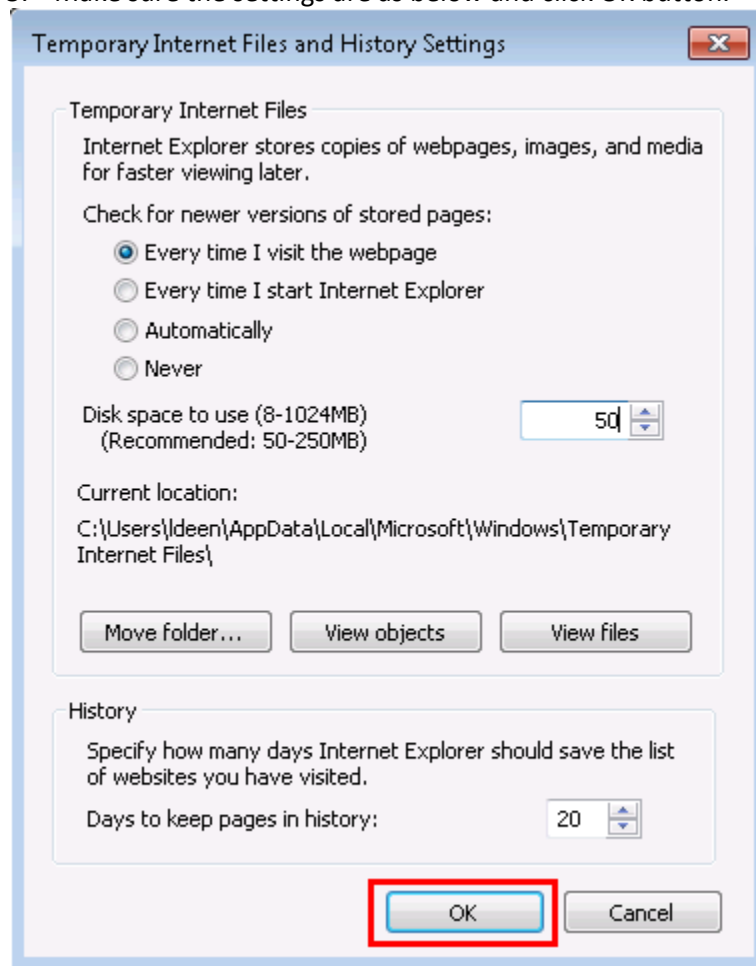 make sure the settings are as below and click OK button.
Temporary Internet Files and History Settings
Temporary Internet Files
Internet Explorer stores copies of webpages, images, and media
for faster viewing later.
Check for newer versions of stored pages:
Every time I visit the webpage
Every time I start Internet Explorer
Automatically
Never
Disk space to use (8-1024MB)
50
(Recommended: 50-250MB)
Current location:
C:\Users\ldeen\AppData\Local\Microsoft\Windows\Temporary
Internet Files\
Move folder... View objects View files
History
Specify how many days Internet Explorer should save the list
of websites you have visited.
Days to keep pages in history: 20
OK Cancel